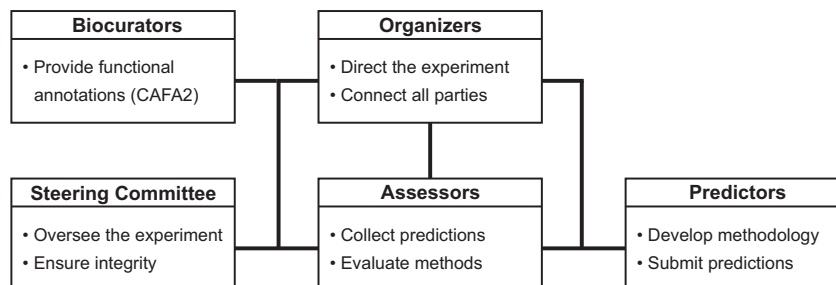 Biocurators
• Provide functional
annotations (CAFA2)
Organizers
• Direct the experiment
• Connect all parties
Steering Committee
• Oversee the experiment
• Ensure integrity
Assessors
• Collect predictions
• Evaluate methods
Predictors
• Develop methodology
• Submit predictions